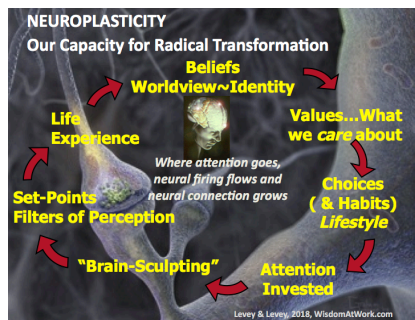 NEUROPLASTICITY
Our Capacity for Radical Transformation
Beliefs
Worldview~Identity
Values...What
we care about
Choices
( & Habits)
Lifestyle
Attention
Invested
“Brain-Sculpting”
Set-Points
Filters of Perception
Life
Experience
Where attention goes,
neural firing flows and
neural connection grows
Levey & Levey, 2018, WisdomAtWork.com